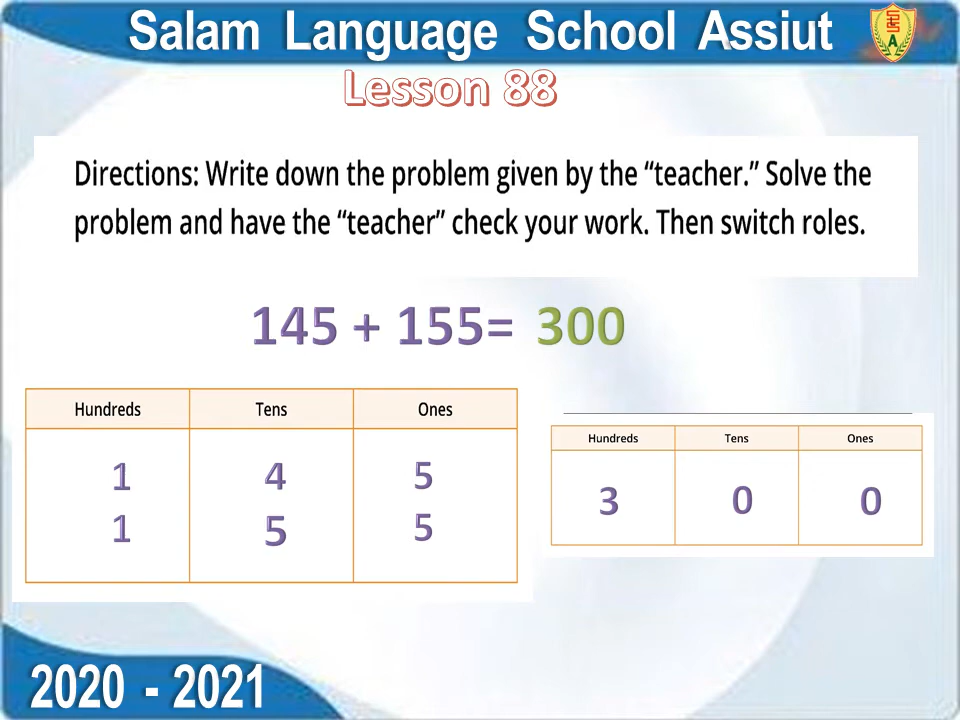 Salam Language School Assiut
Lesson 88
Directions: Write down the problem given by the “teacher.” Solve the
problem and have the “teacher” check your work. Then switch roles.
145 + 155= 300
Hundreds Tens Ones
1 4 5
1 5 5
Hundreds Tens Ones
3 0 0
2020 - 2021